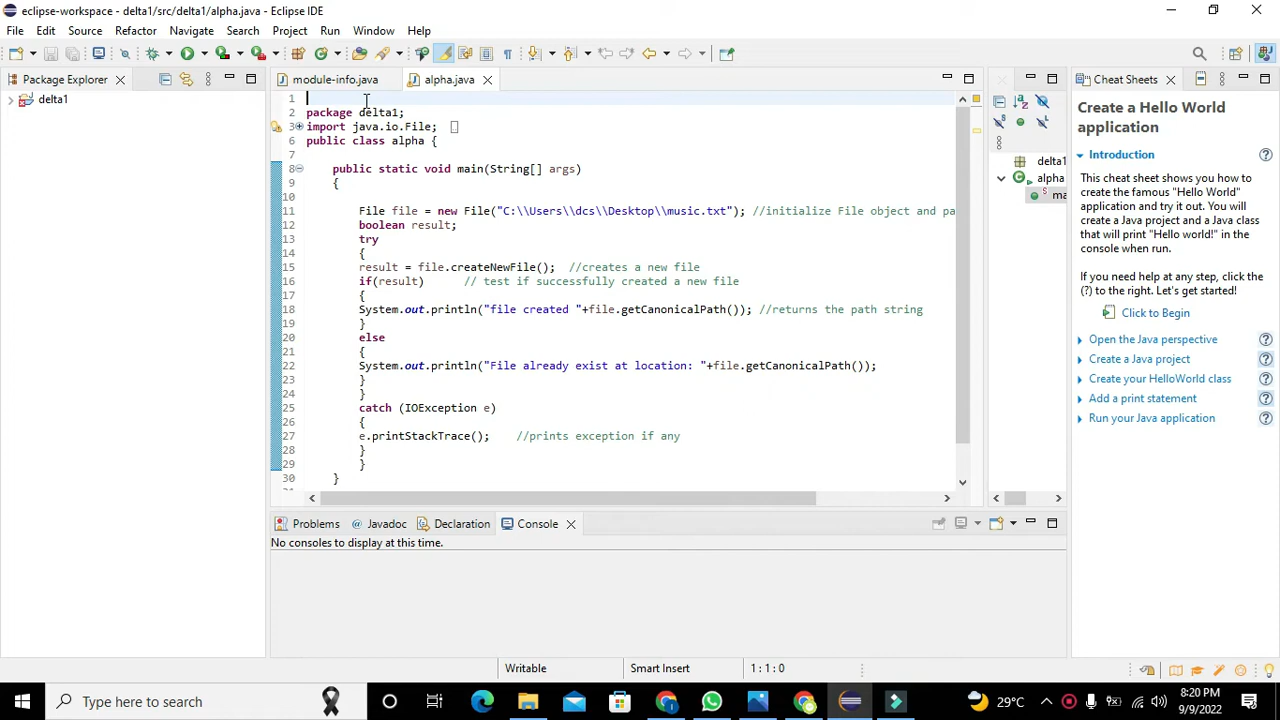 eclipse-workspace - delta1/src/delta1/alpha.java - Eclipse IDE
File Edit Source Refactor Navigate Search Project Run Window Help
Package Explorer
delta1
module-info.java
alpha.java
1
2 package delta1;
3 import java.io.File;
6 public class alpha {
7
8 public static void main(String[] args)
9 {
10
11 File file = new File("C:\\Users\\dcs\\Desktop\\music.txt"); //initialize File object and pa
12 boolean result;
13 try
14 {
15 result = file.createNewFile(); //creates a new file
16 if(result) // test if successfully created a new file
17 {
18 System.out.println("file created "+file.getCanonicalPath()); //returns the path string
19 }
20 else
21 {
22 System.out.println("File already exist at location: "+file.getCanonicalPath());
23 }
24 }
25 catch (IOException e)
26 {
27 e.printStackTrace(); //prints exception if any
28 }
29 }
30 }
delta1
alpha
ma
Cheat Sheets
Create a Hello World
application
Introduction
This cheat sheet shows you how to
create the famous "Hello World"
application and try it out. You will
create a Java project and a Java class
that will print "Hello world!" in the
console when run.
If you need help at any step, click the
(?) to the right. Let's get started!
Click to Begin
Open the Java perspective
Create a Java project
Create your HelloWorld class
Add a print statement
Run your Java application
Problems Javadoc Declaration Console
No consoles to display at this time.
Writable Smart Insert 1 : 1 : 0
Type here to search
29°C
8:20 PM
9/9/2022